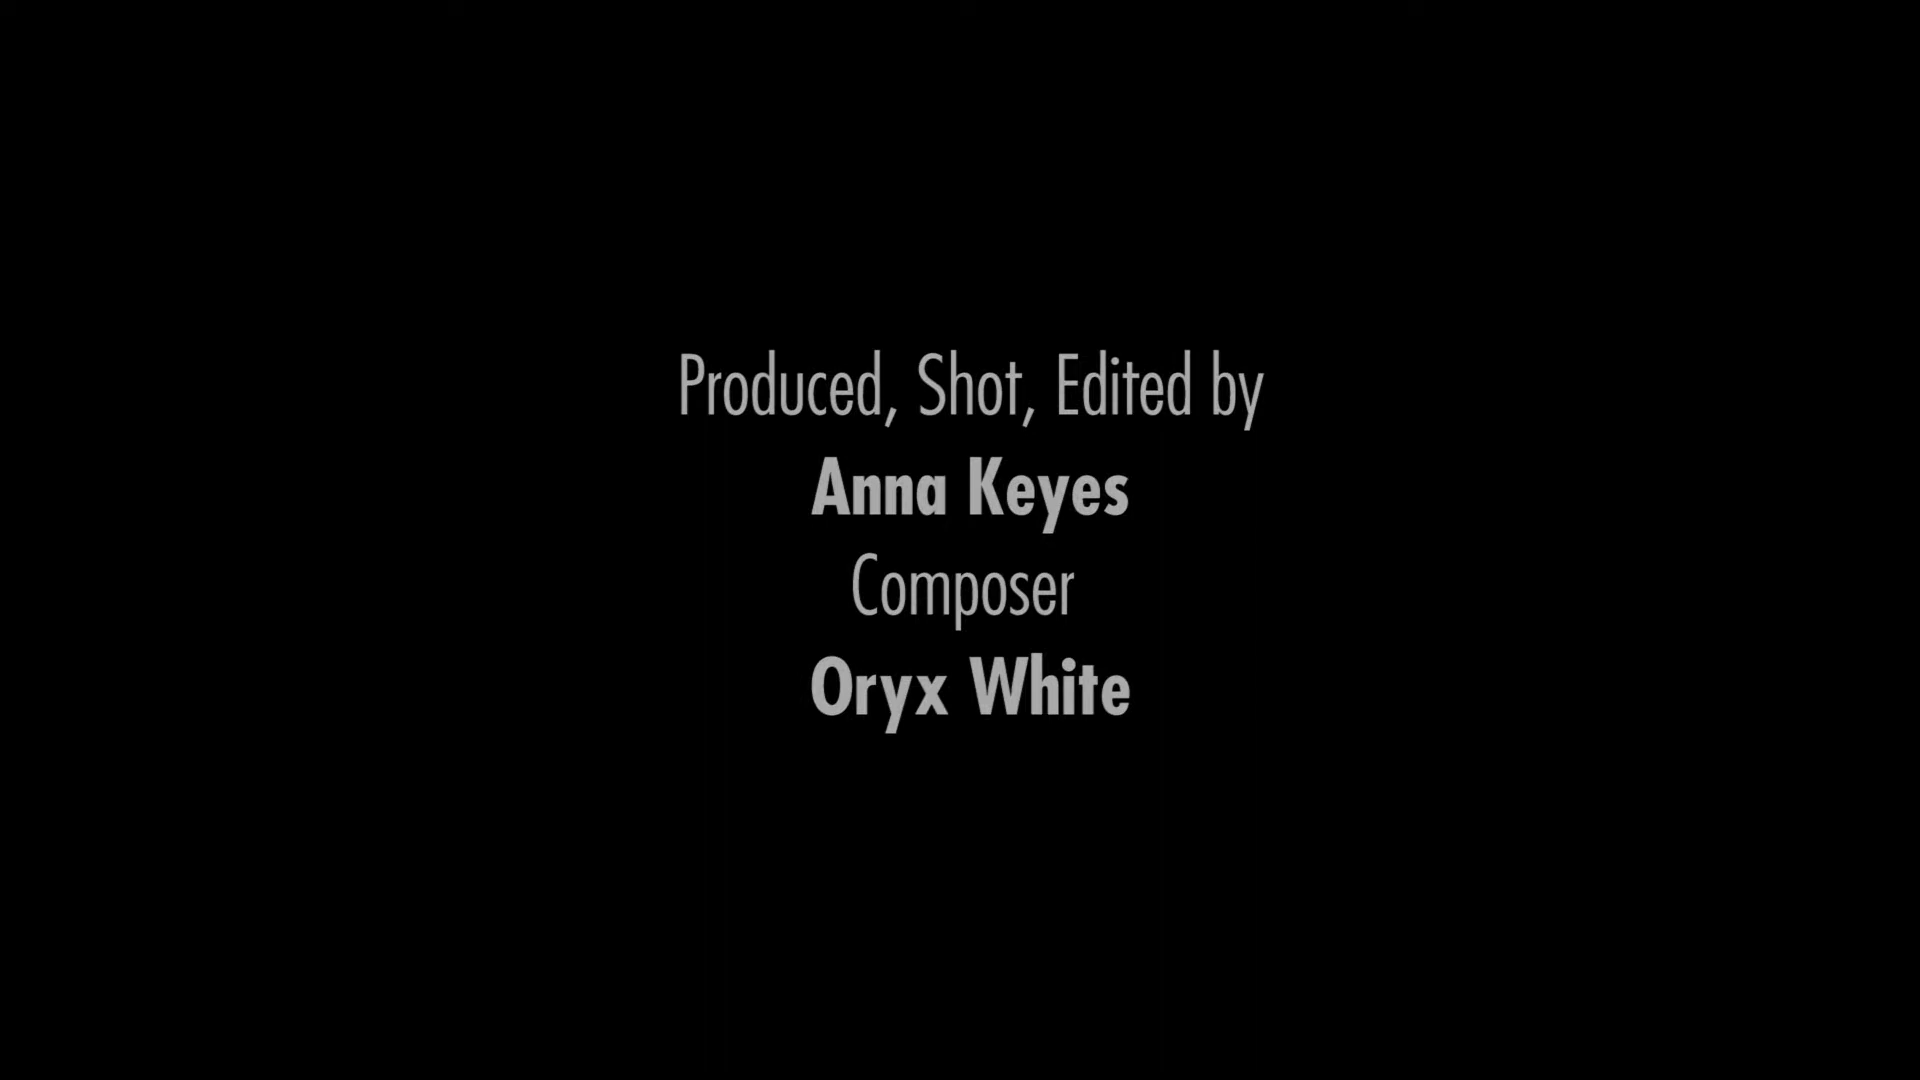 Produced, Shot, Edited by
Anna Keyes
Composer
Oryx White